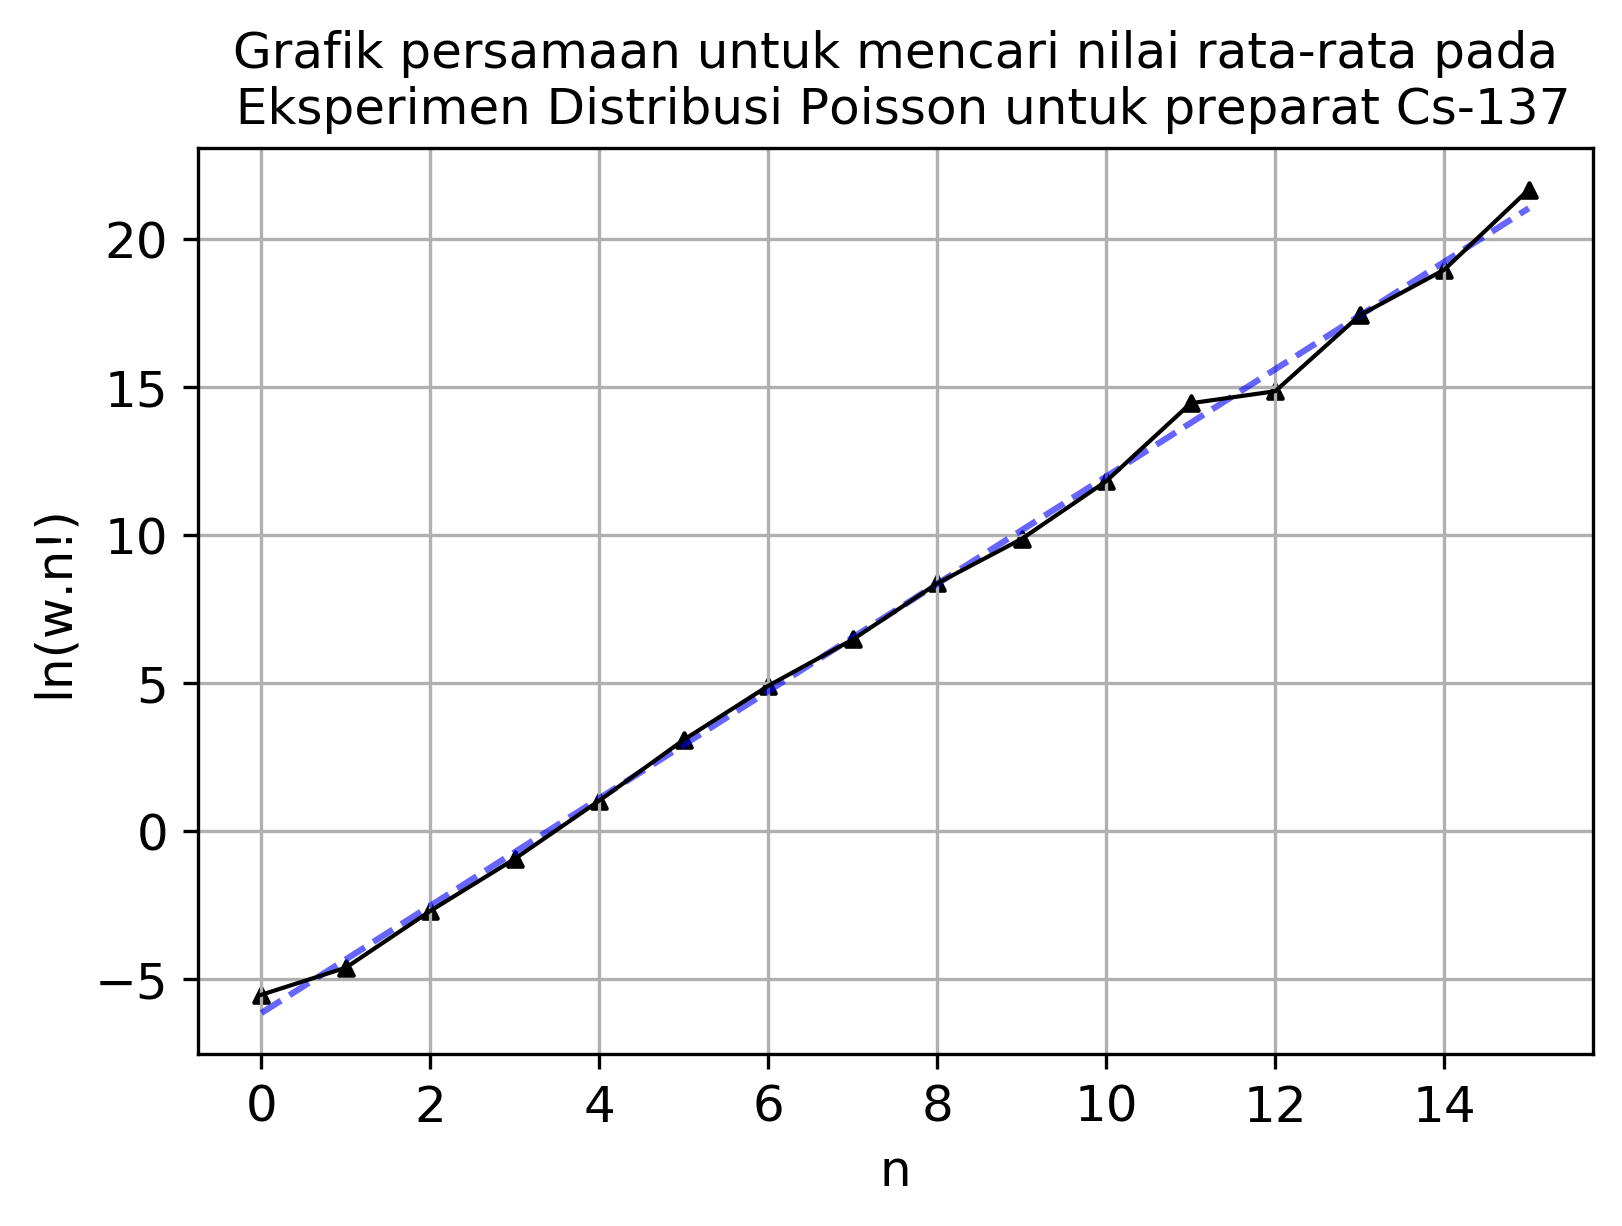 Grafik persamaan untuk mencari nilai rata-rata pada
Eksperimen Distribusi Poisson untuk preparat Cs-137
ln(w.n!)
20
15
10
5
0
−5
0 2 4 6 8 10 12 14
n